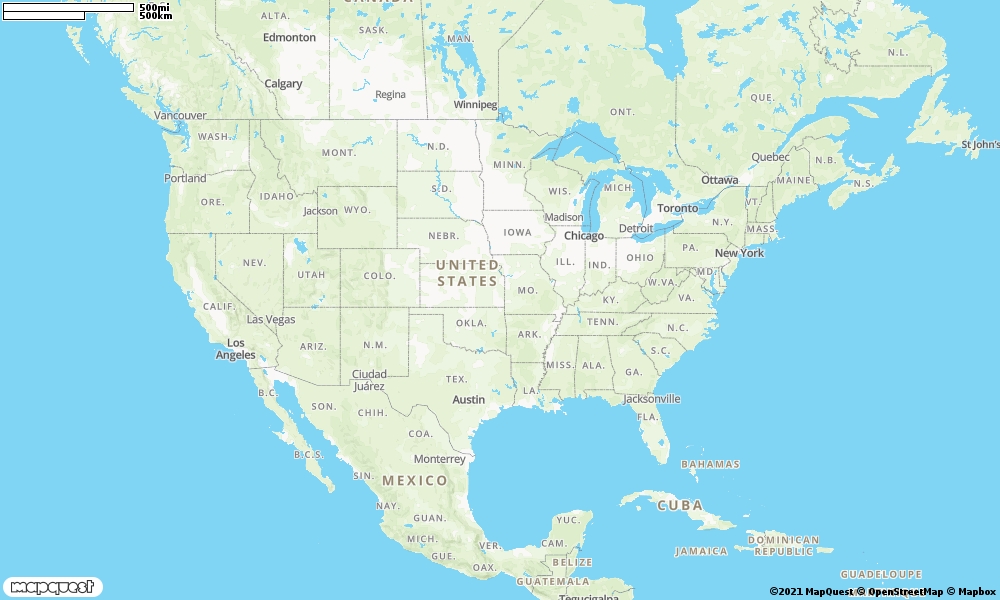 500mi
500km
CANADA
ALTA.
SASK.
MAN.
Edmonton
Calgary
Regina
Winnipeg
ONT.
QUE.
N.L.
St John's
Vancouver
WASH.
MONT.
N.D.
MINN.
Quebec
N.B.
Ottawa
MAINE
N.S.
Portland
ORE.
IDAHO
Jackson
WYO.
S.D.
WIS.
MICH.
Toronto
VT.
Madison
Detroit
N.Y.
MASS.
NEBR.
IOWA
Chicago
PA.
New York
NEV.
UTAH
COLO.
UNITED
STATES
ILL.
IND.
OHIO
MD.
W.VA.
VA.
MO.
KY.
CALIF.
Las Vegas
OKLA.
TENN.
N.C.
ARK.
Los
Angeles
ARIZ.
N.M.
MISS.
ALA.
GA.
S.C.
Ciudad
Juárez
TEX.
LA.
B.C.
SON.
CHIH.
Austin
Jacksonville
FLA.
COA.
B.C.S.
Monterrey
BAHAMAS
SIN.
MEXICO
CUBA
NAY.
GUAN.
YUC.
MICH.
VER.
CAM.
JAMAICA
DOMINICAN
REPUBLIC
GUE.
OAX.
BELIZE
GUADELOUPE
GUATEMALA
Tegucigalpa
mapquest
©2021 MapQuest © OpenStreetMap © Mapbox